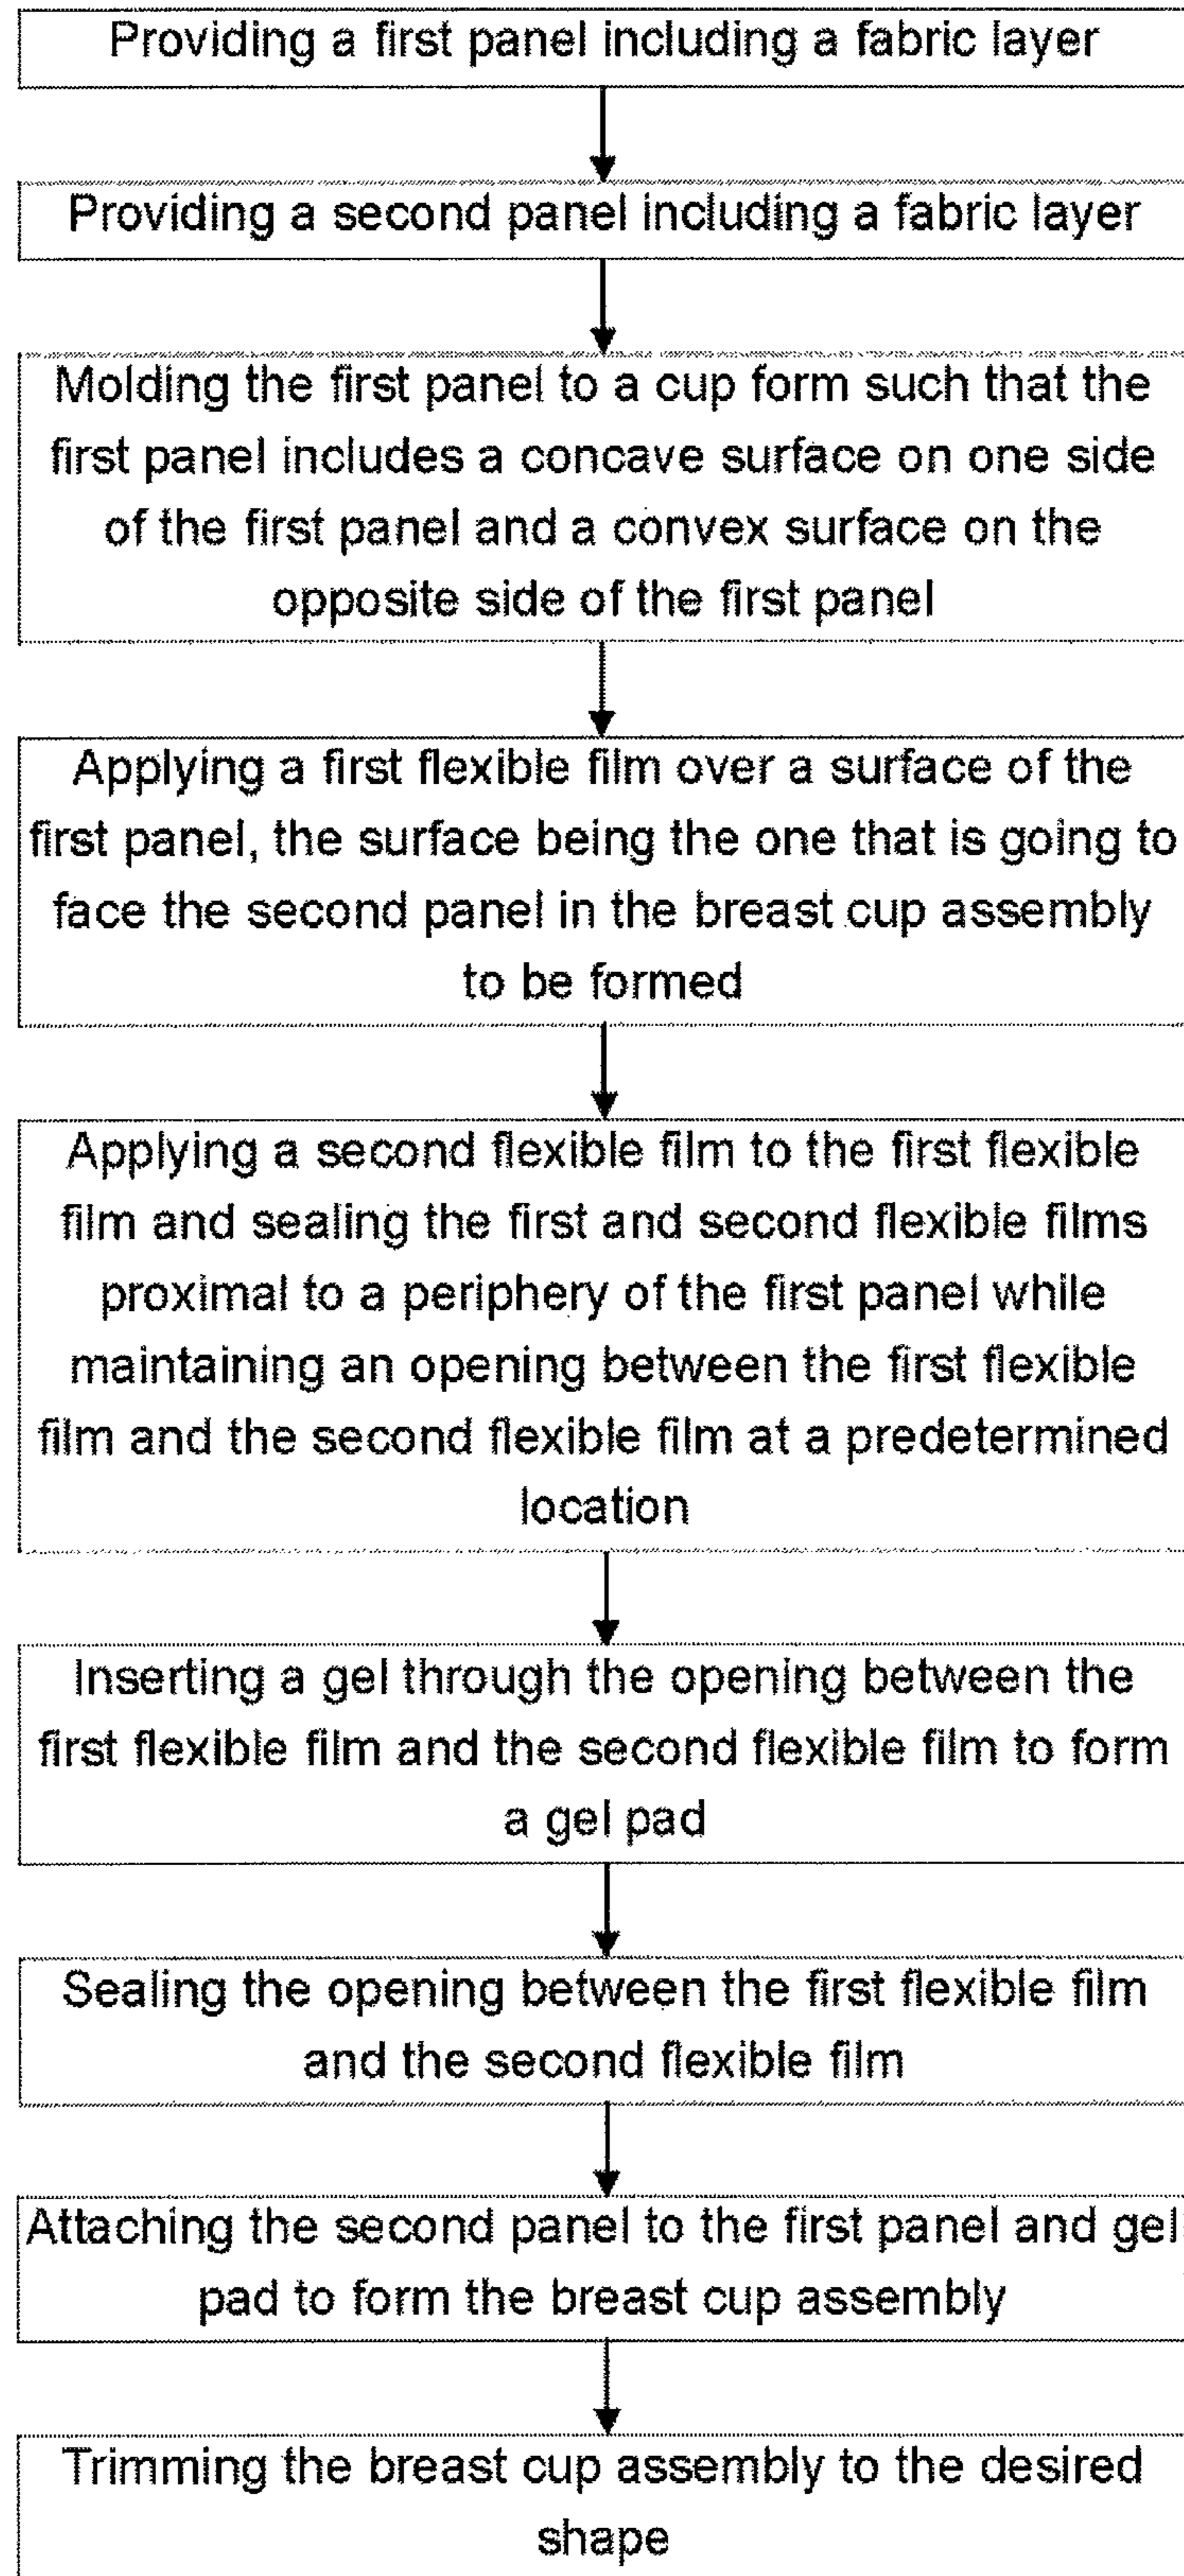 Providing a first panel including a fabric layer
Providing a second panel including a fabric layer
Molding the first panel to a cup form such that the
first panel includes a concave surface on one side
of the first panel and a convex surface on the
opposite side of the first panel
Applying a first flexible film over a surface of the
first panel, the surface being the one that is going to
face the second panel in the breast cup assembly
to be formed
Applying a second flexible film to the first flexible
film and sealing the first and second flexible films
proximal to a periphery of the first panel while
maintaining an opening between the first flexible
film and the second flexible film at a predetermined
location
Inserting a gel through the opening between the
first flexible film and the second flexible film to form
a gel pad
Sealing the opening between the first flexible film
and the second flexible film
Attaching the second panel to the first panel and gel
pad to form the breast cup assembly
Trimming the breast cup assembly to the desired
shape